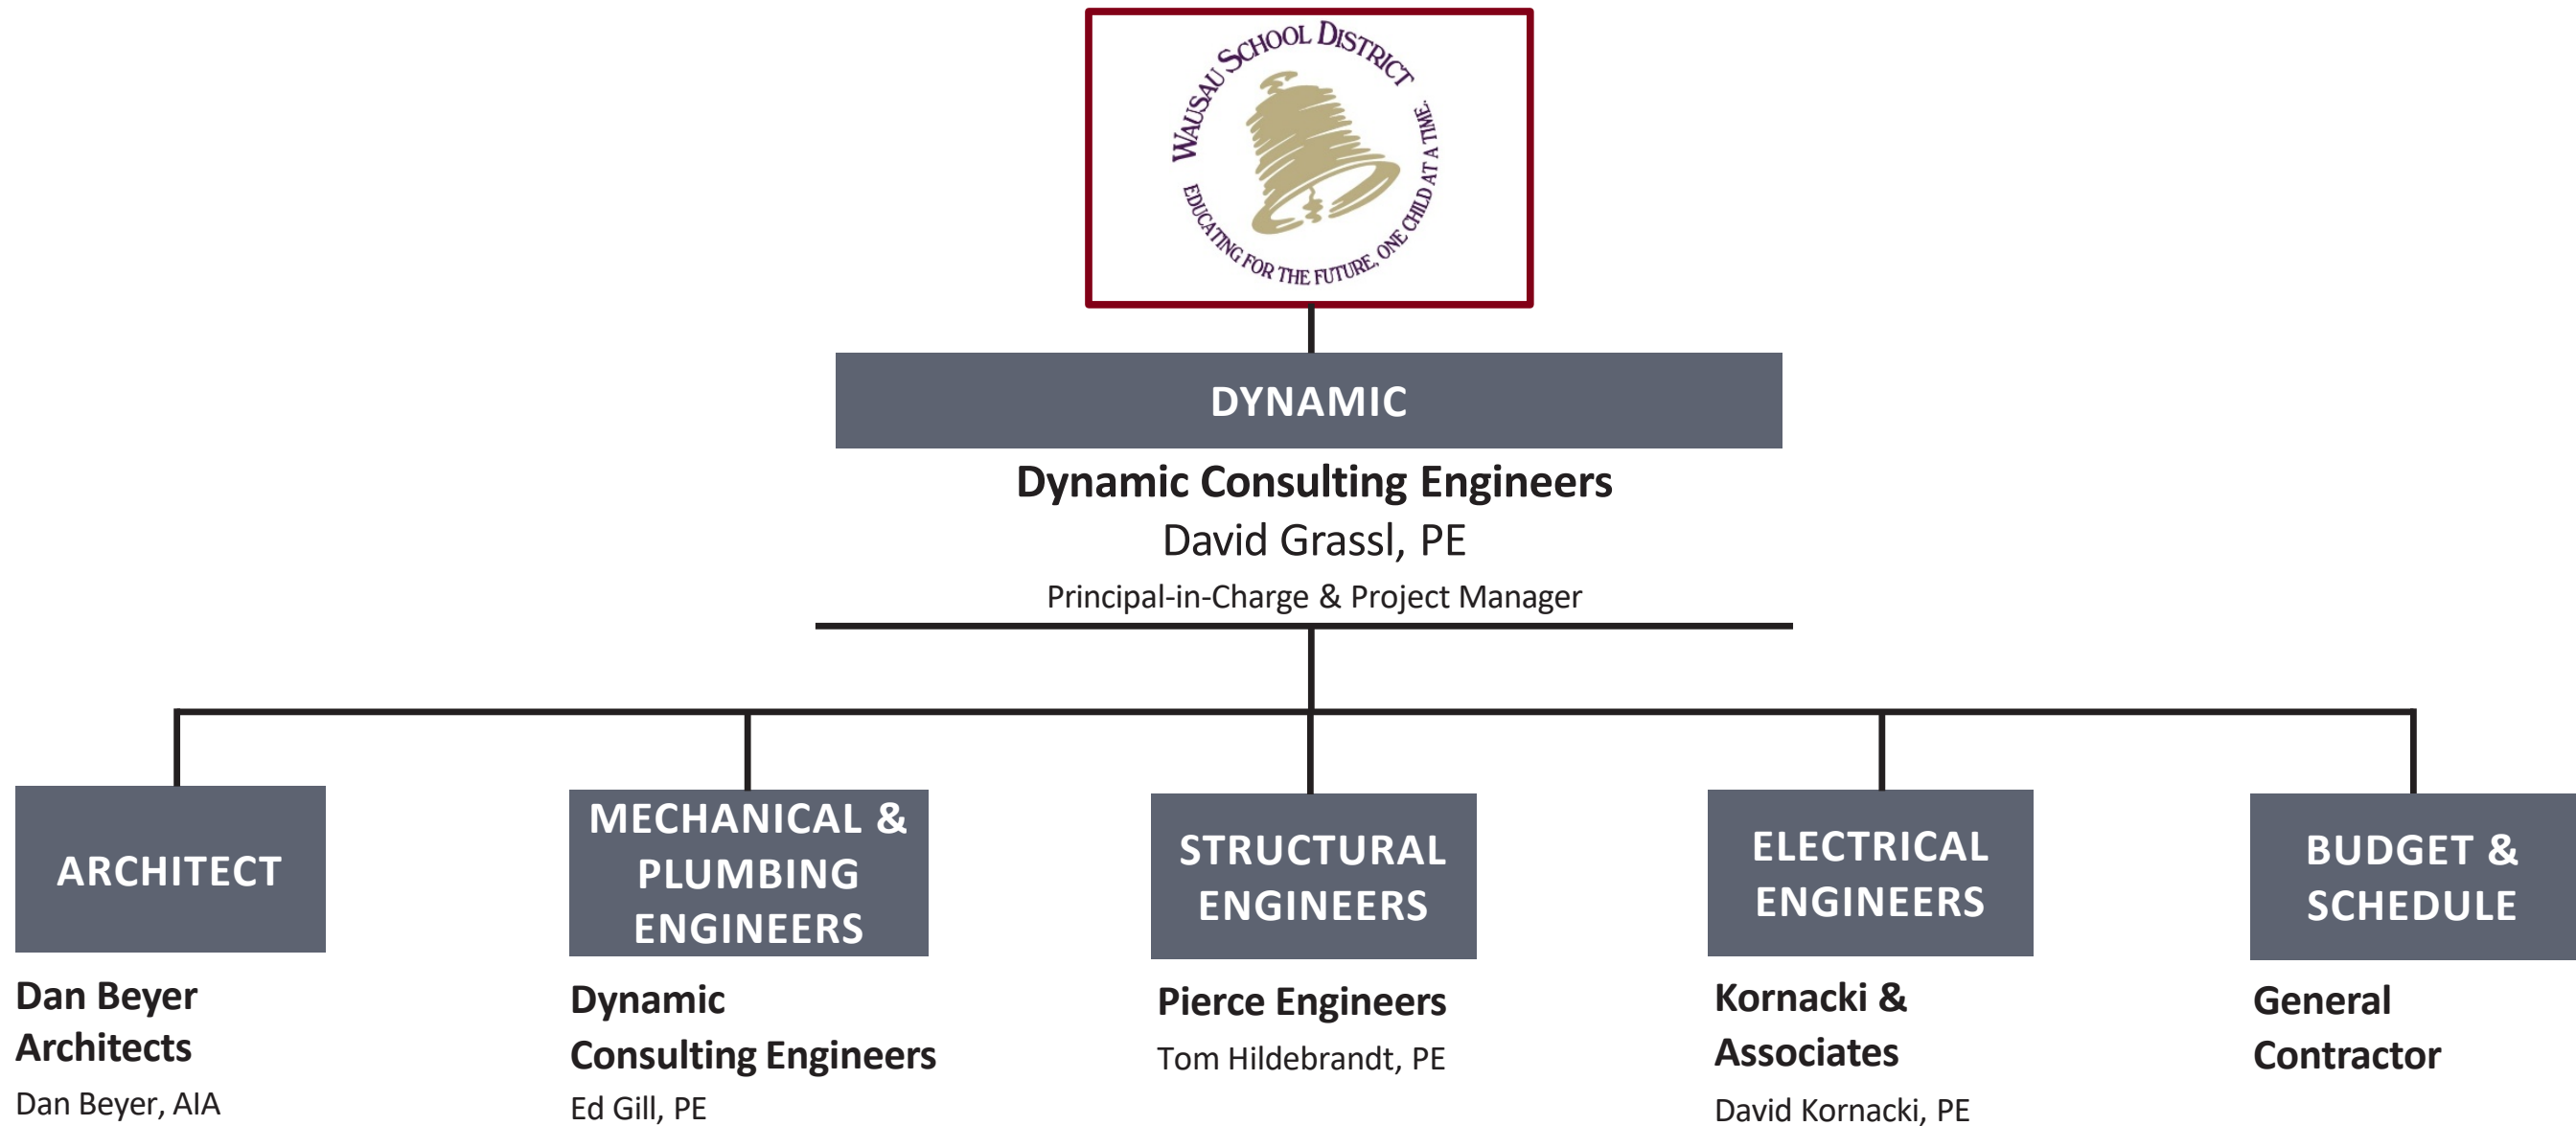 WAUSAU SCHOOL DISTRICT
EDUCATING FOR THE FUTURE, ONE CHILD AT A TIME.
DYNAMIC
Dynamic Consulting Engineers
David Grassl, PE
Principal-in-Charge & Project Manager
ARCHITECT
Dan Beyer
Architects
Dan Beyer, AIA
MECHANICAL &
PLUMBING
ENGINEERS
Dynamic
Consulting Engineers
Ed Gill, PE
STRUCTURAL
ENGINEERS
Pierce Engineers
Tom Hildebrandt, PE
ELECTRICAL
ENGINEERS
Kornacki &
Associates
David Kornacki, PE
BUDGET &
SCHEDULE
General
Contractor